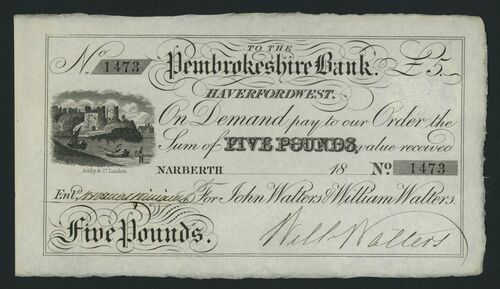 TO THE
No 1473 Pembrokeshire Bank. £5
HAVERFORDWEST.
On Demand pay to our Order, the
Sum of FIVE POUNDS, value received
Ashby & Co. London.
NARBERTH 18 No. 1473
Entd. For John Walters & William Walters.
Five Pounds. Will. Walters